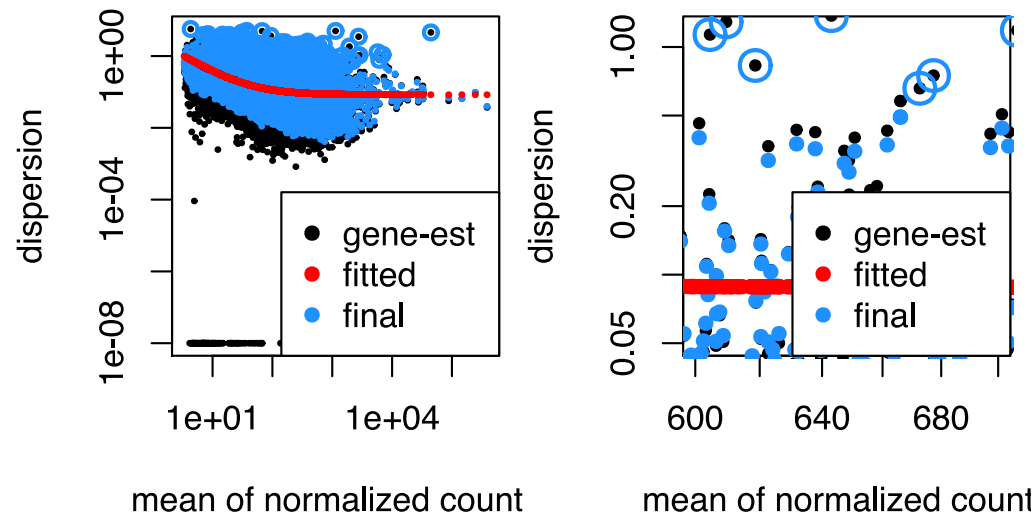 dispersion
1e+00
1e-04
1e-08
gene-est
fitted
final
1e+01
1e+04
mean of normalized count
dispersion
1.00
0.20
0.05
gene-est
fitted
final
600
640
680
mean of normalized count